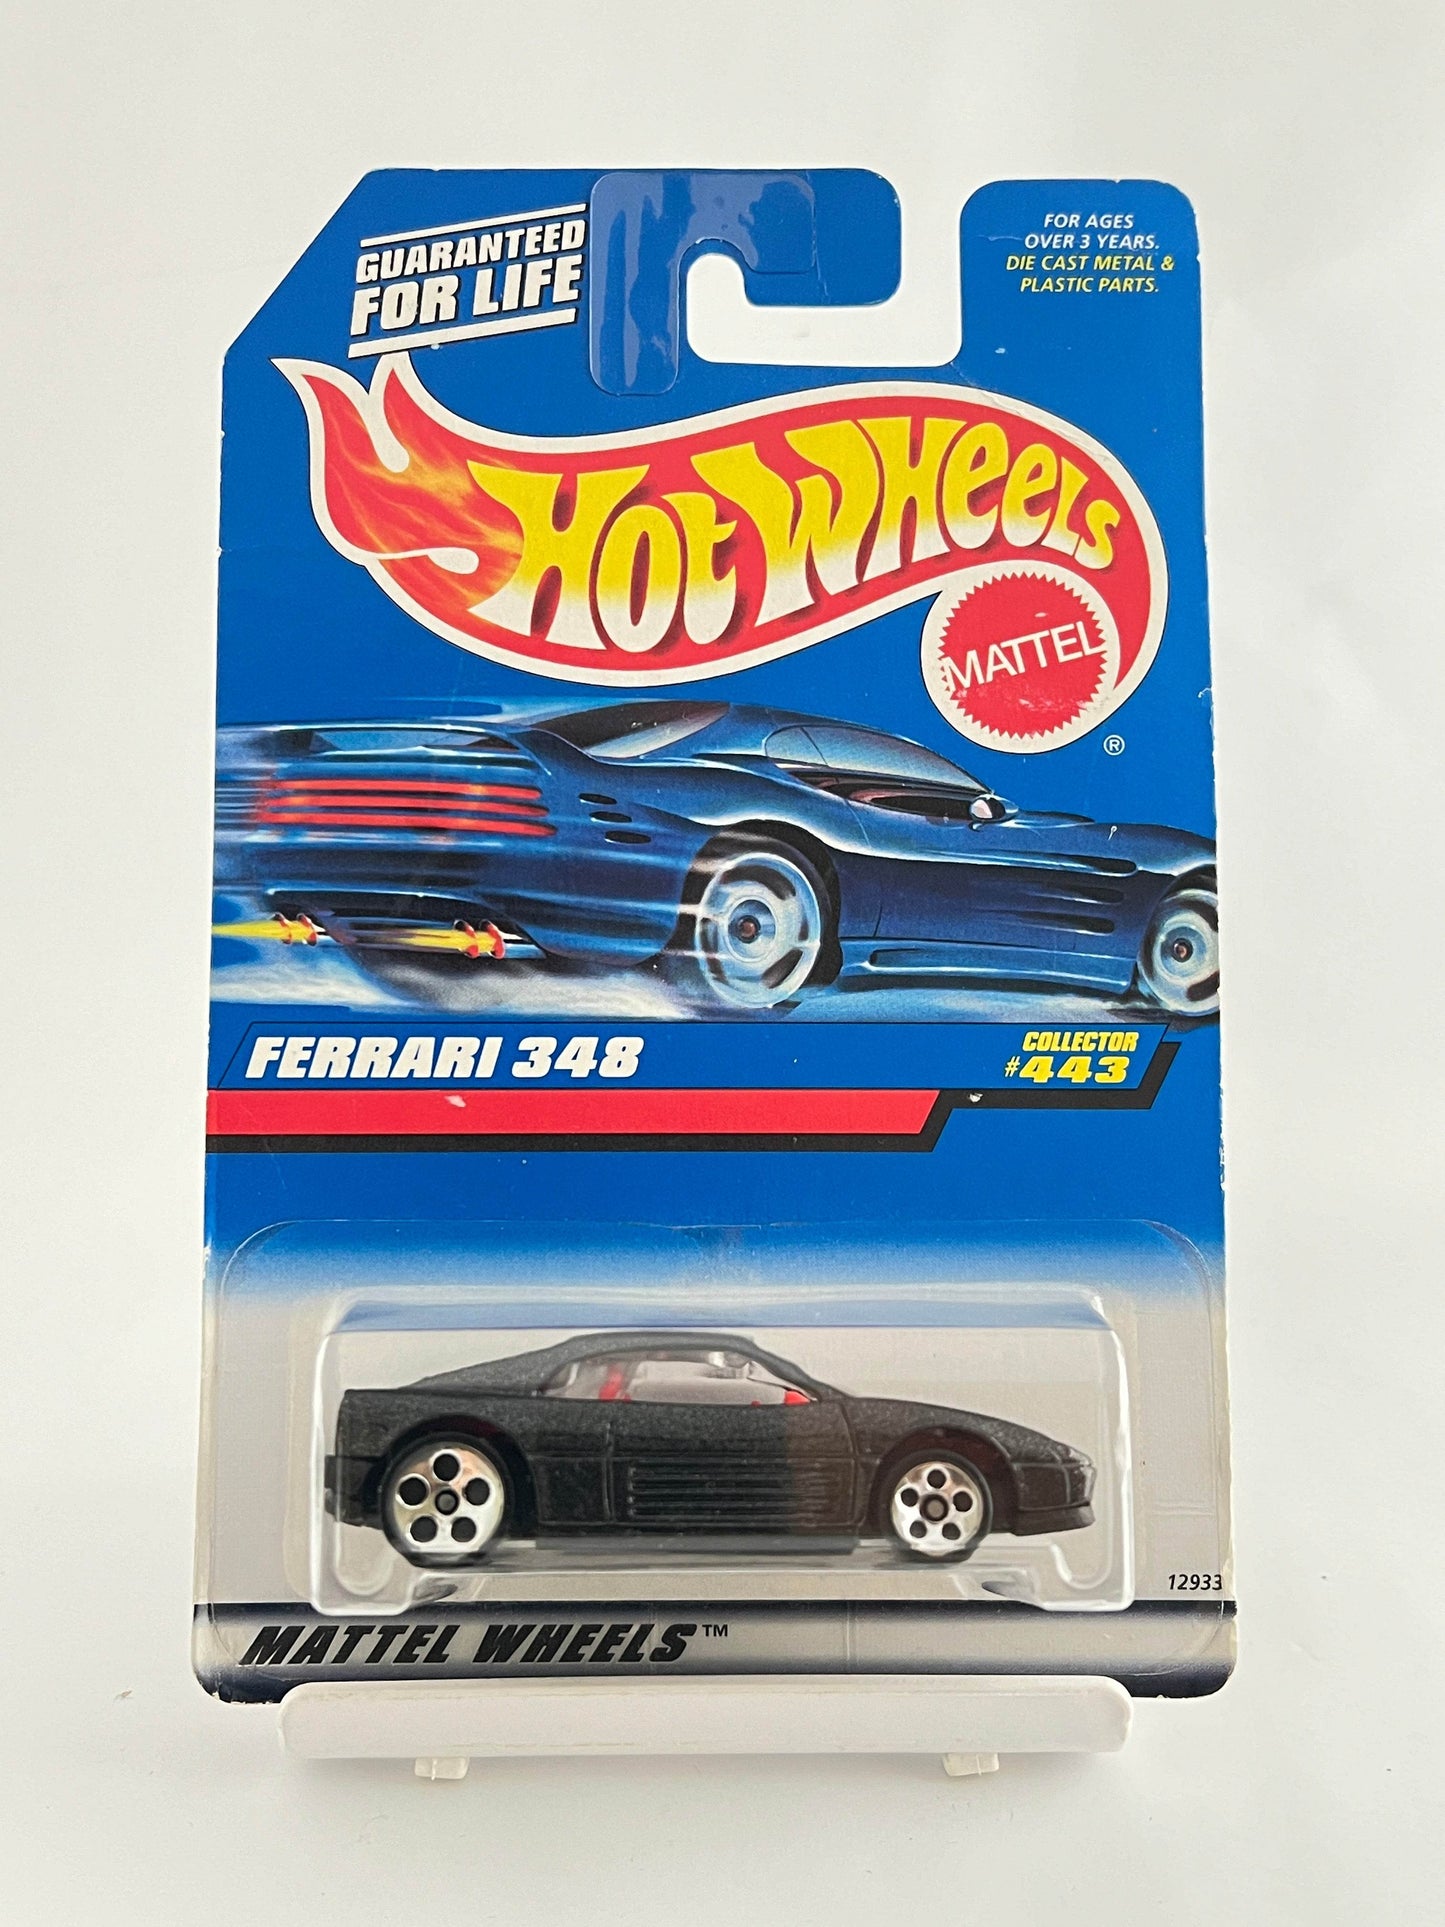 GUARANTEED
FOR LIFE
FOR AGES
OVER 3 YEARS.
DIE CAST METAL &
PLASTIC PARTS.
HOT WHEELS
MATTEL
®
FERRARI 348
COLLECTOR
#443
12933
MATTEL WHEELS™